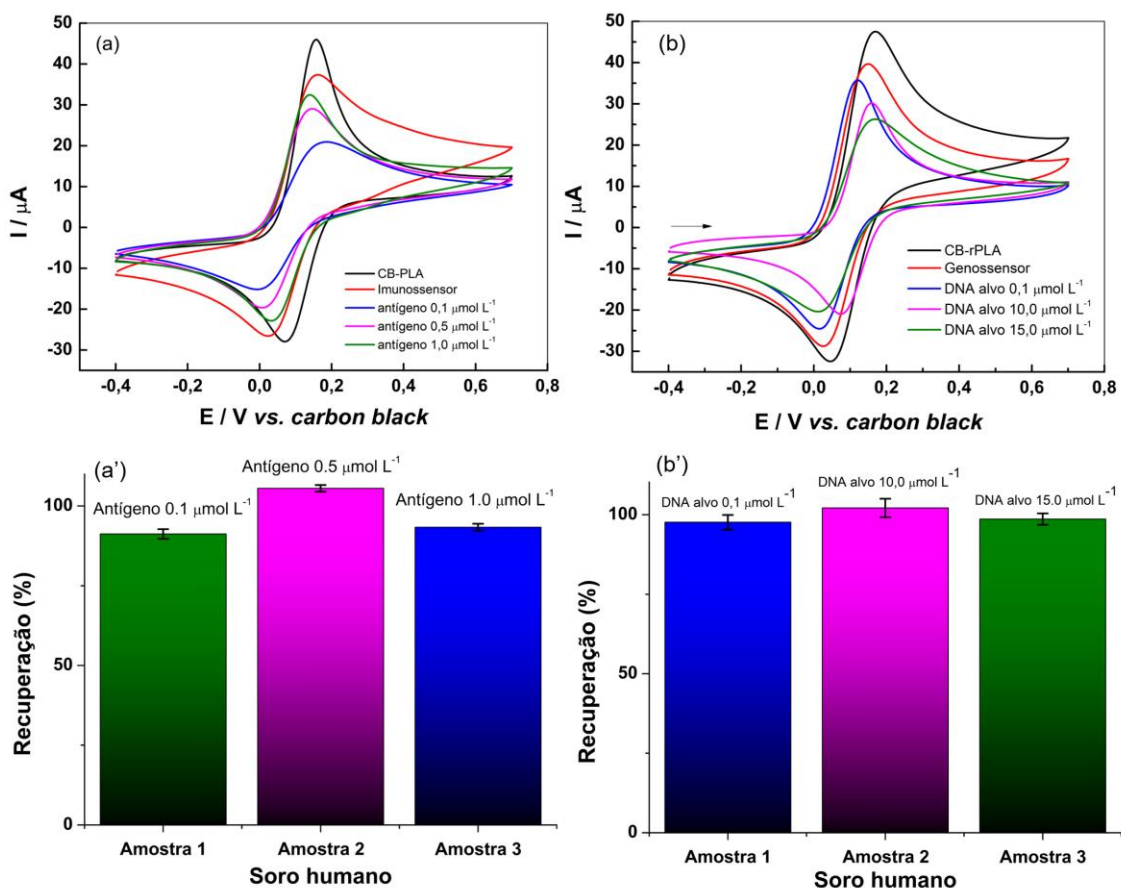 (a)
I / μA
50
40
30
20
10
0
-10
-20
-30
CB-PLA
Imunossensor
antígeno 0,1 μmol L⁻¹
antígeno 0,5 μmol L⁻¹
antígeno 1,0 μmol L⁻¹
-0,4 -0,2 0,0 0,2 0,4 0,6 0,8
E / V vs. carbon black
(b)
I / μA
50
40
30
20
10
0
-10
-20
-30
CB-rPLA
Genossensor
DNA alvo 0,1 μmol L⁻¹
DNA alvo 10,0 μmol L⁻¹
DNA alvo 15,0 μmol L⁻¹
-0,4 -0,2 0,0 0,2 0,4 0,6 0,8
E / V vs. carbon black
(a')
Recuperação (%)
100
50
0
Antígeno 0.1 μmol L⁻¹
Antígeno 0.5 μmol L⁻¹
Antígeno 1.0 μmol L⁻¹
Amostra 1 Amostra 2 Amostra 3
Soro humano
(b')
Recuperação (%)
100
50
0
DNA alvo 0,1 μmol L⁻¹
DNA alvo 10,0 μmol L⁻¹
DNA alvo 15.0 μmol L⁻¹
Amostra 1 Amostra 2 Amostra 3
Soro humano